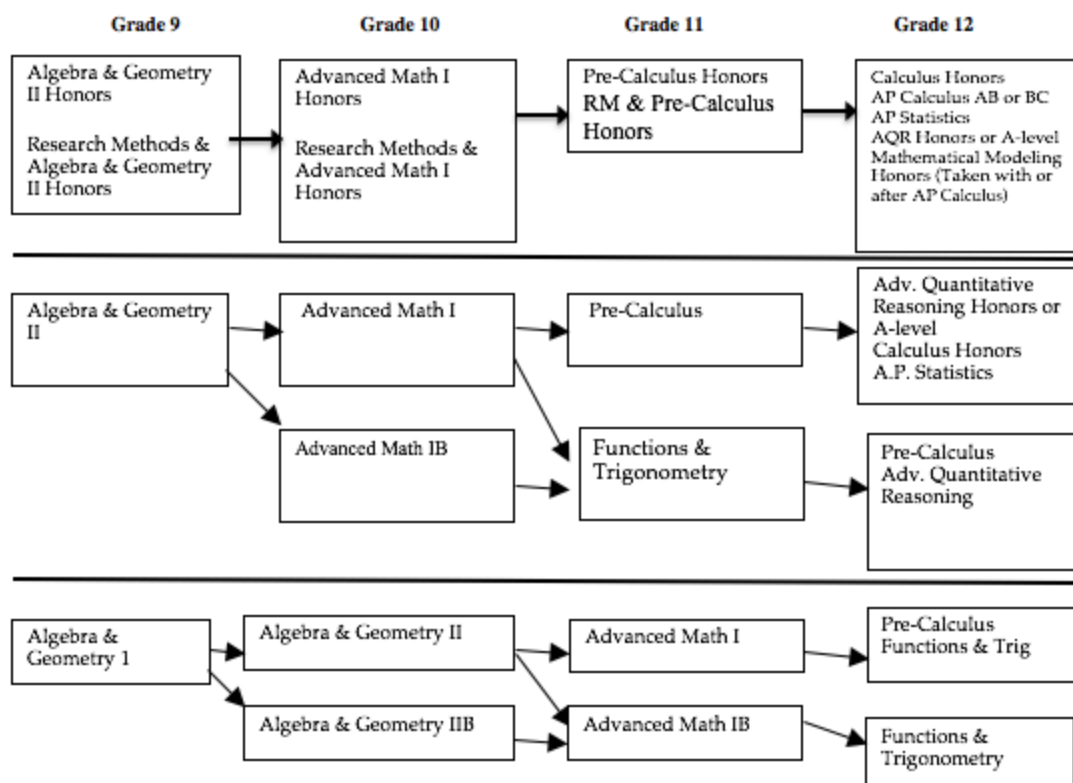 Grade 9
Grade 10
Grade 11
Grade 12
Algebra & Geometry
II Honors
Research Methods &
Algebra & Geometry
II Honors
Advanced Math I
Honors
Research Methods &
Advanced Math I
Honors
Pre-Calculus Honors
RM & Pre-Calculus
Honors
Calculus Honors
AP Calculus AB or BC
AP Statistics
AQR Honors or A-level
Mathematical Modeling
Honors (Taken with or
after AP Calculus)
Algebra & Geometry
II
Advanced Math I
Pre-Calculus
Adv. Quantitative
Reasoning Honors or
A-level
Calculus Honors
A.P. Statistics
Advanced Math IB
Functions &
Trigonometry
Pre-Calculus
Adv. Quantitative
Reasoning
Algebra &
Geometry 1
Algebra & Geometry II
Advanced Math I
Pre-Calculus
Functions & Trig
Algebra & Geometry IIB
Advanced Math IB
Functions &
Trigonometry